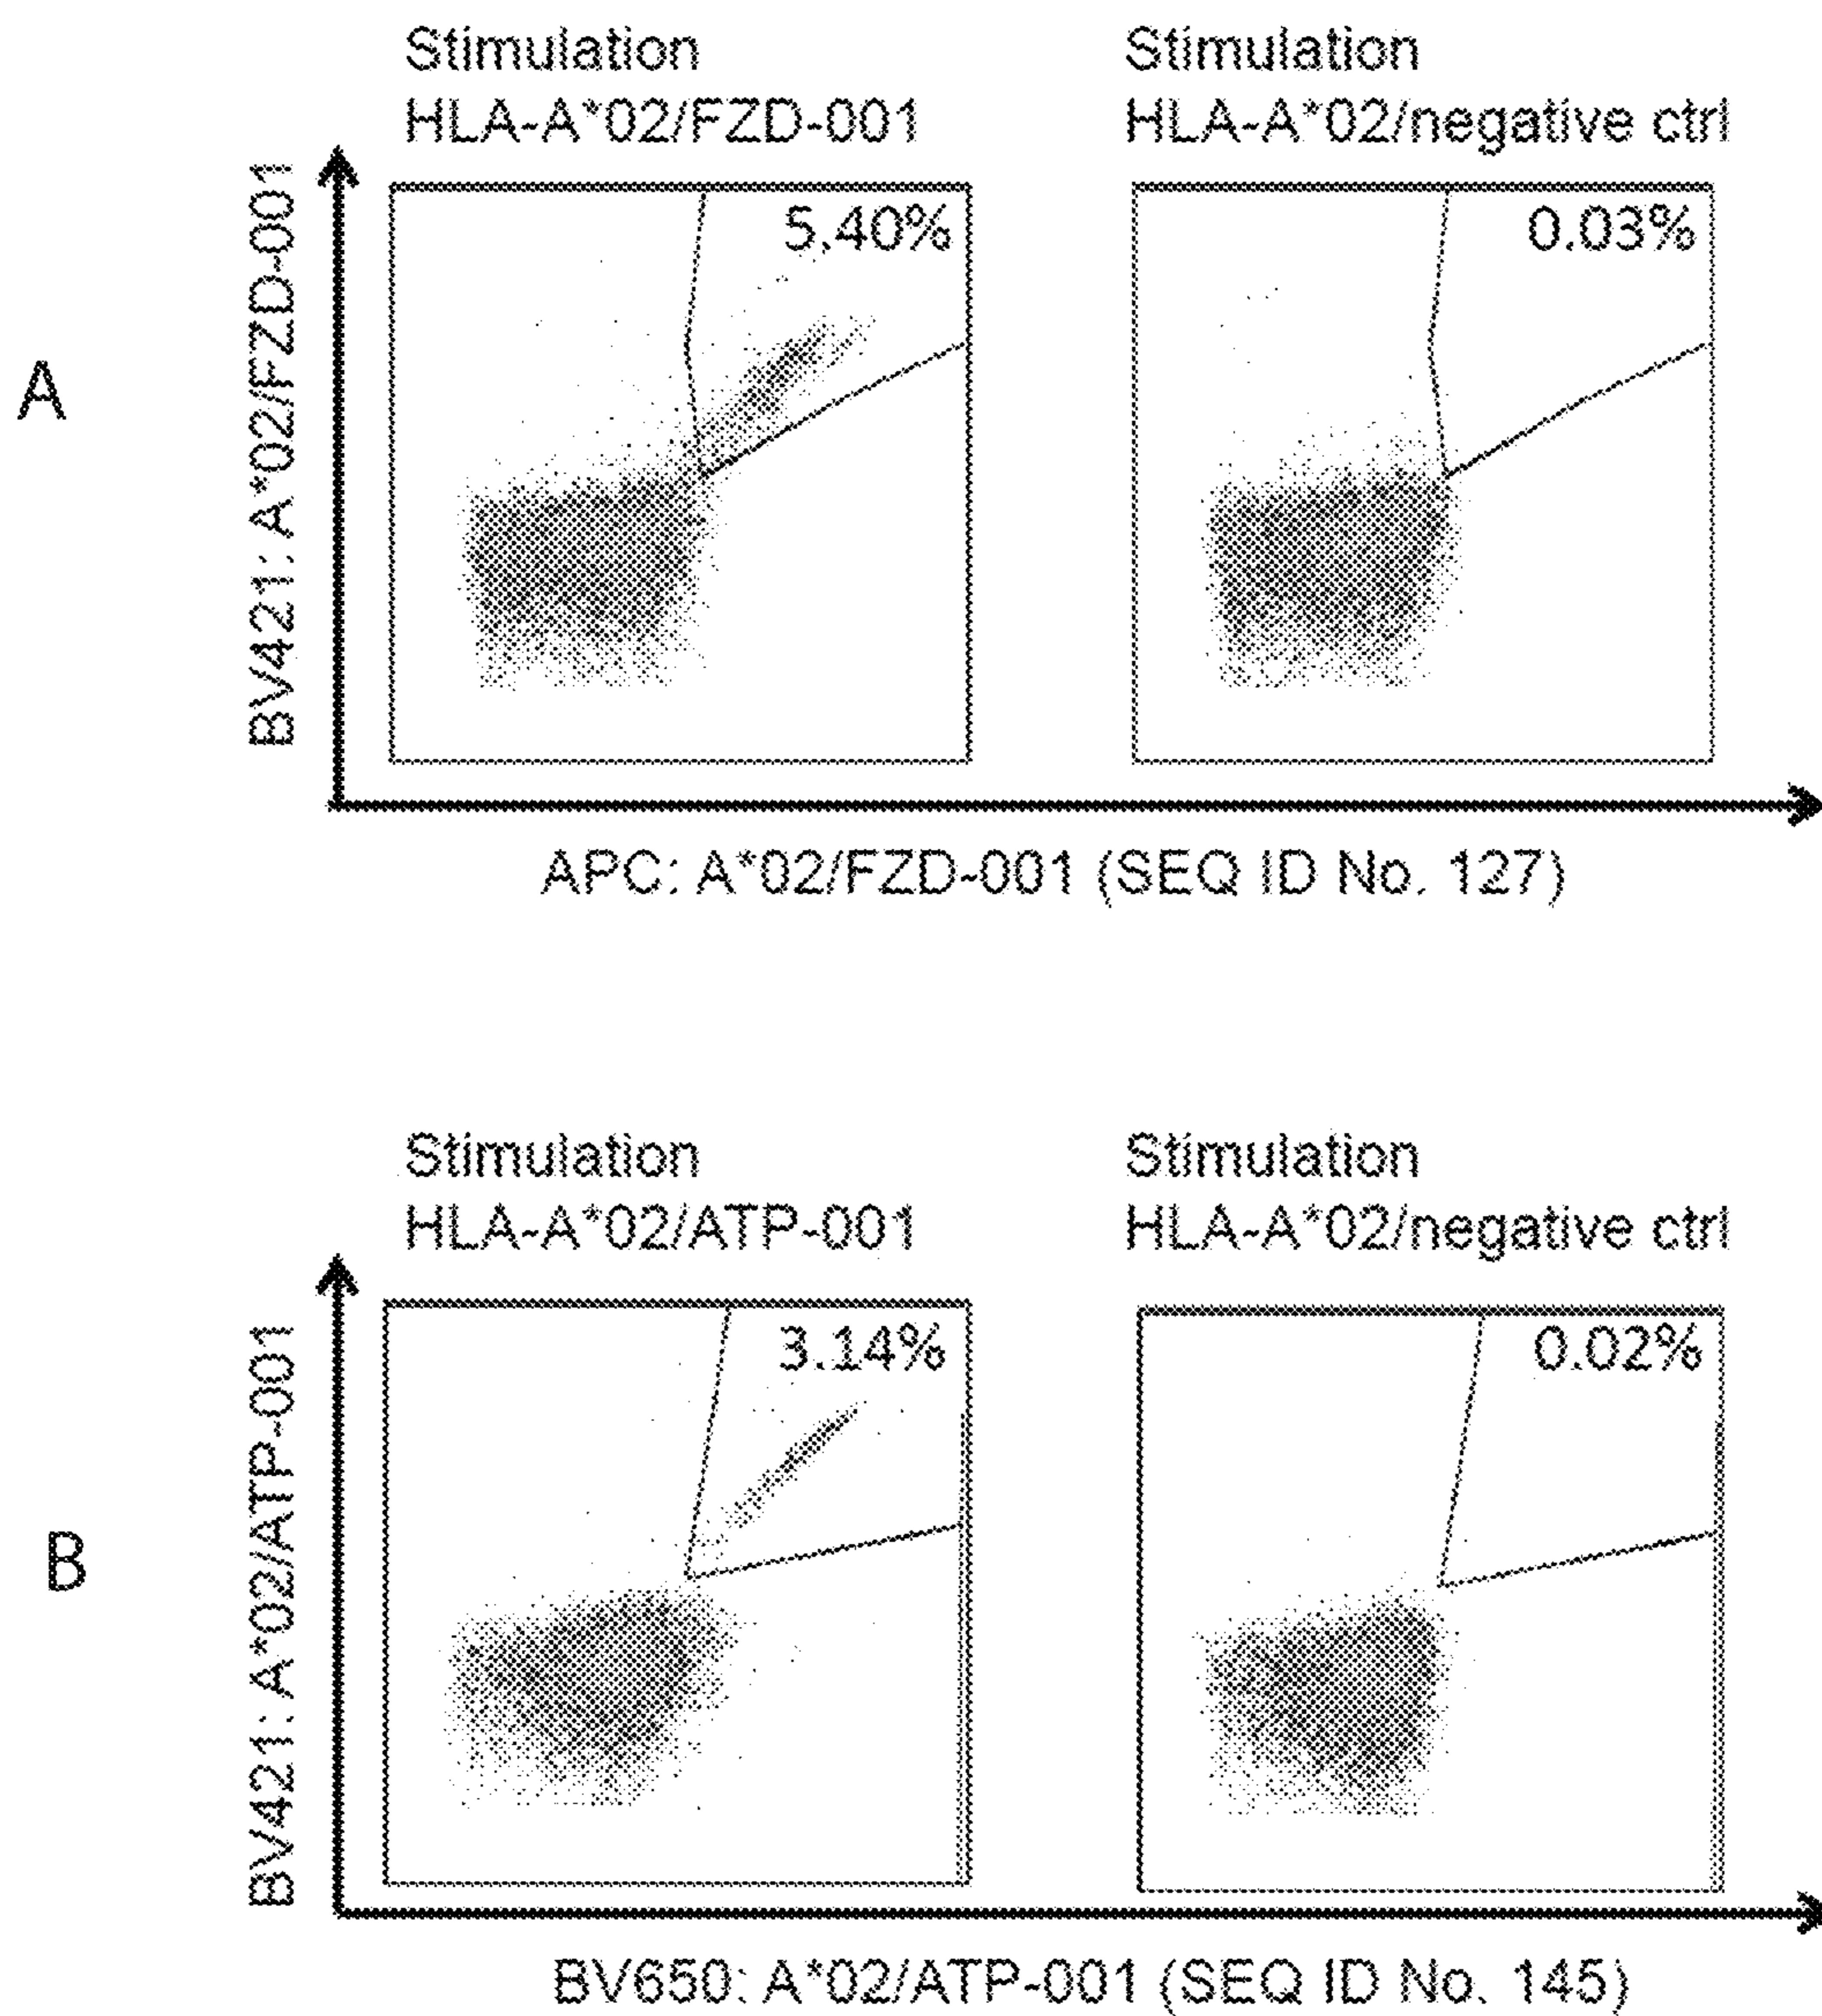 Stimulation
HLA-A*02/FZD-001
Stimulation
HLA-A*02/negative ctrl
A
BV421: A*02/FZD-001
5.40%
0.03%
APC: A*02/FZD-001 (SEQ ID No. 127)
Stimulation
HLA-A*02/ATP-001
Stimulation
HLA-A*02/negative ctrl
B
BV421: A*02/ATP-001
3.14%
0.02%
BV650: A*02/ATP-001 (SEQ ID No. 145)